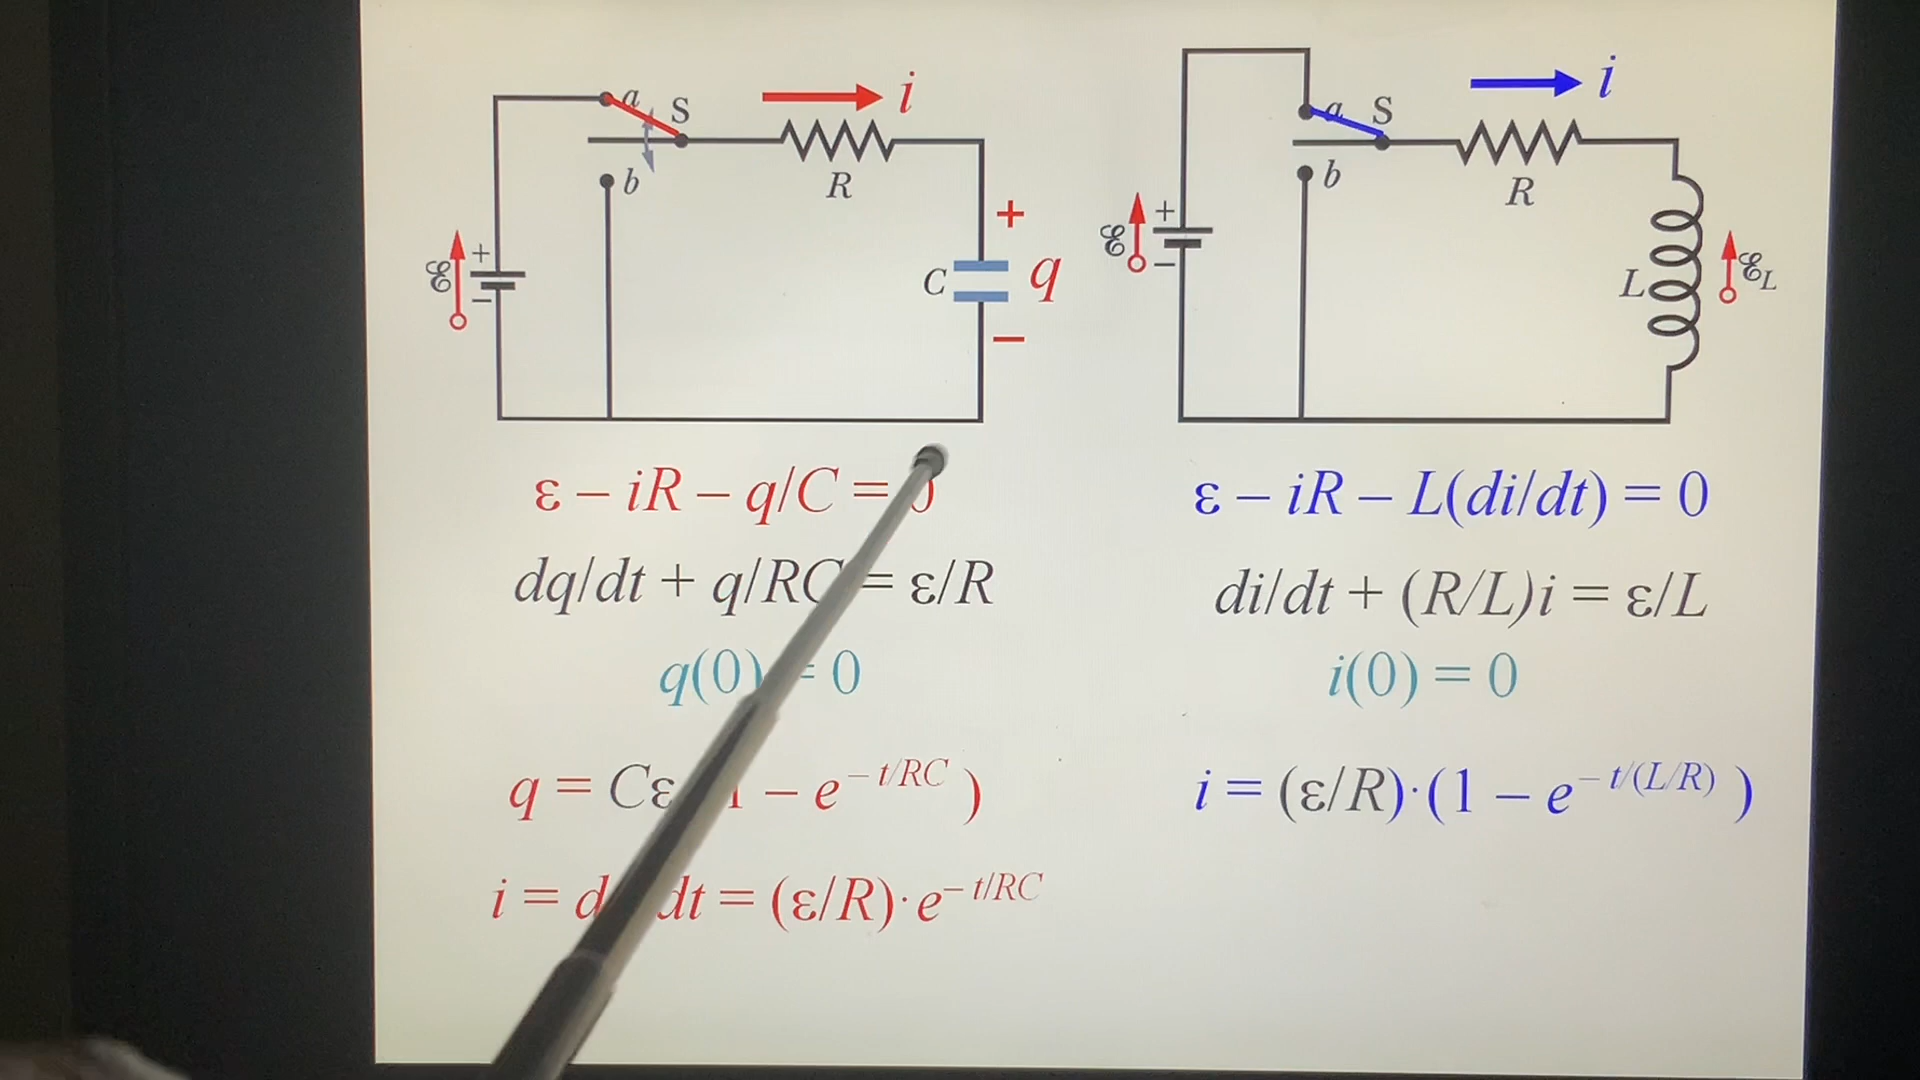 a S i
b R
ℰ + −
C + q −
a S i
b R
ℰ + −
L ℰL
ε – iR – q/C =
dq/dt + q/RC = ε/R
q(0) = 0
q = Cε 1 – e^{– t/RC} )
i = d dt = (ε/R)·e^{– t/RC}
ε – iR – L(di/dt) = 0
di/dt + (R/L)i = ε/L
i(0) = 0
i = (ε/R)·(1 – e^{– t/(L/R)} )